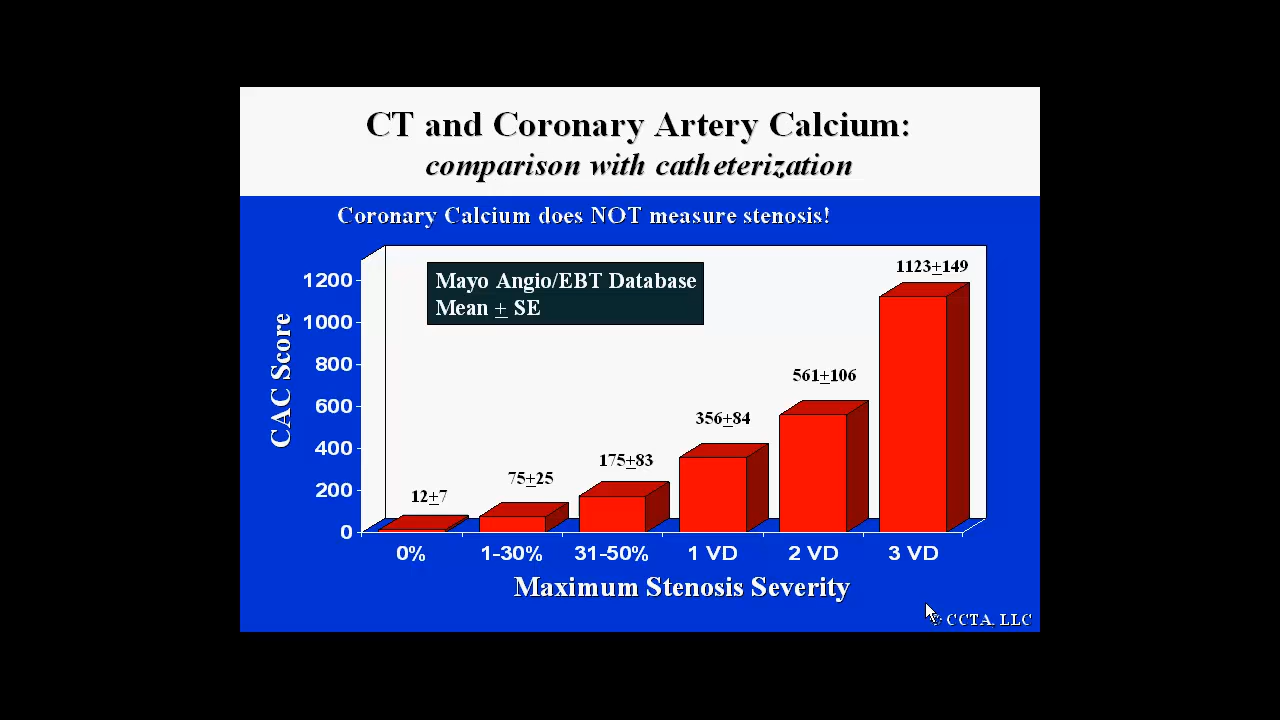 CT and Coronary Artery Calcium:
comparison with catheterization
Coronary Calcium does NOT measure stenosis!
Mayo Angio/EBT Database
Mean ± SE
CAC Score
1200
1000
800
600
400
200
0
12±7
75±25
175±83
356±84
561±106
1123±149
0%
1-30%
31-50%
1 VD
2 VD
3 VD
Maximum Stenosis Severity
© CCTA, LLC